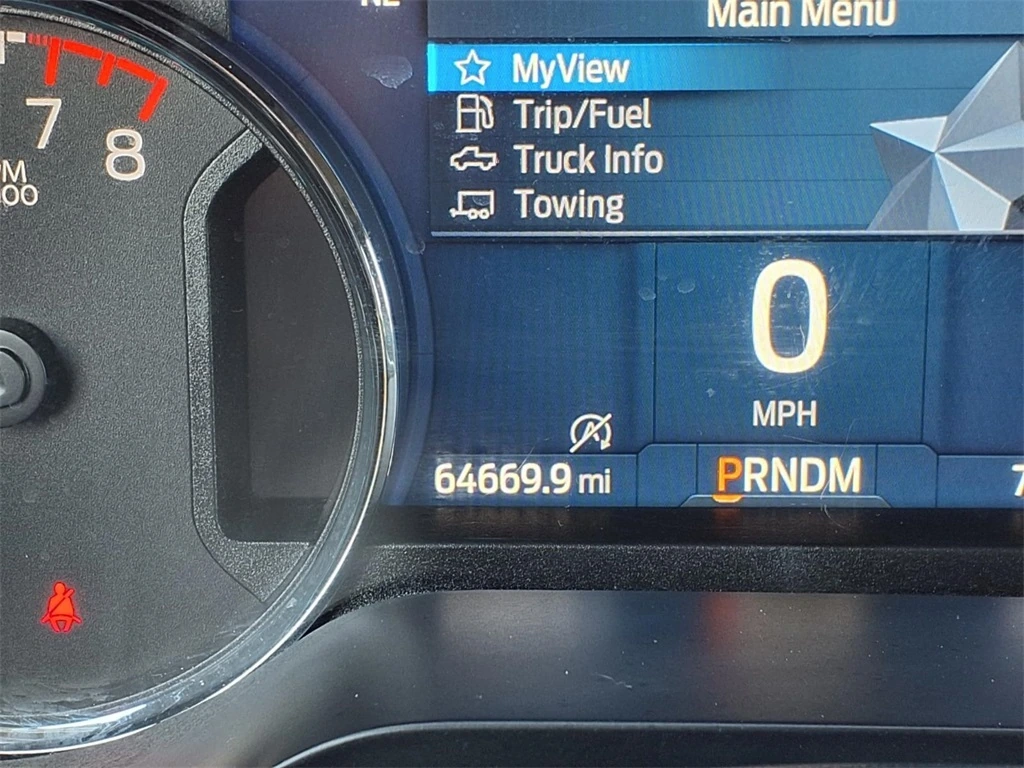 Main Menu
MyView
Trip/Fuel
Truck Info
Towing
7
8
0
MPH
64669.9 mi
PRNDM